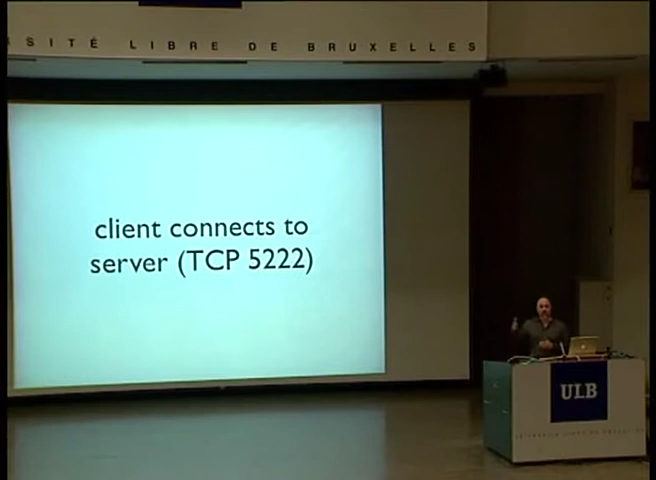 SITÉ LIBRE DE BRUXELLES
client connects to
server (TCP 5222)
ULB